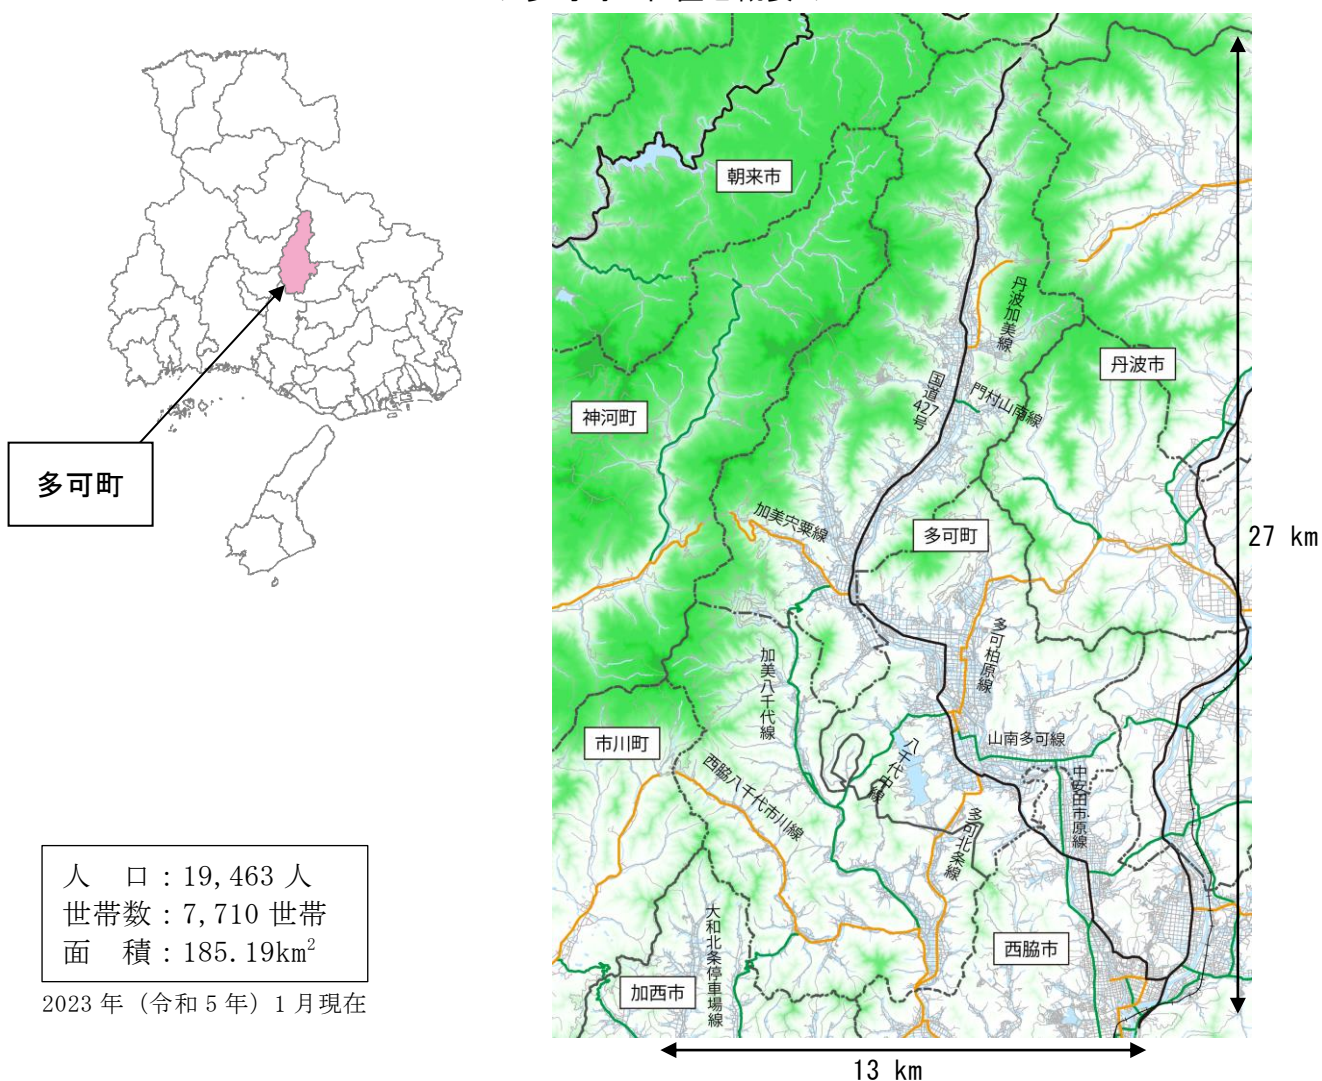 多可町
人　口：19,463 人
世帯数：7,710 世帯
面　積：185.19km²
2023 年（令和 5 年）1 月現在
朝来市
丹波加美線
丹波市
国道427号
門村山南線
神河町
加美宍粟線
多可町
27 km
多可柏原線
加美八千代線
市川町
山南多可線
八千代中線
西脇八千代市川線
中安田市原線
多可北条線
大和北条停車場線
西脇市
加西市
13 km